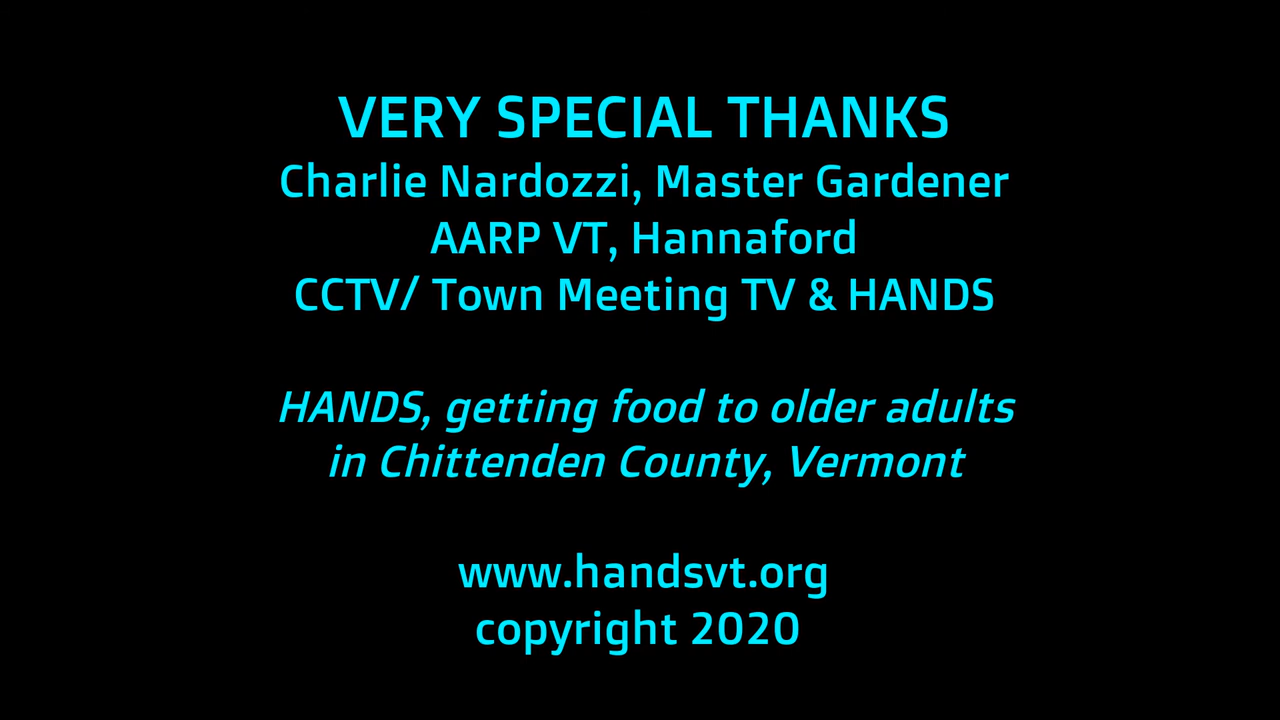 VERY SPECIAL THANKS
Charlie Nardozzi, Master Gardener
AARP VT, Hannaford
CCTV/ Town Meeting TV & HANDS
HANDS, getting food to older adults
in Chittenden County, Vermont
www.handsvt.org
copyright 2020